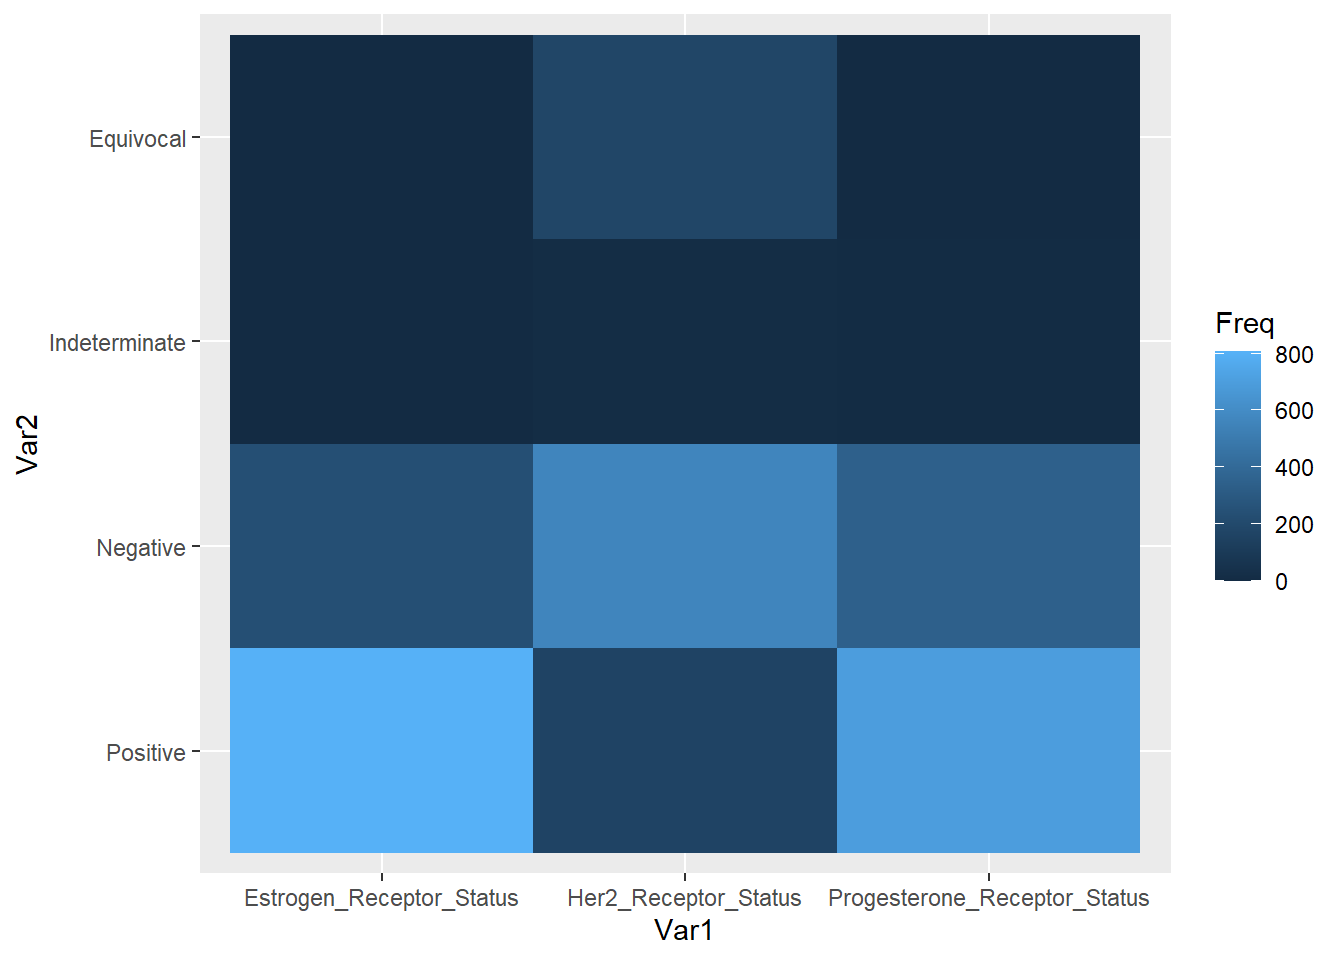 Equivocal
Indeterminate
Negative
Positive
Var2
Estrogen_Receptor_Status
Her2_Receptor_Status
Progesterone_Receptor_Status
Var1
Freq
800
600
400
200
0